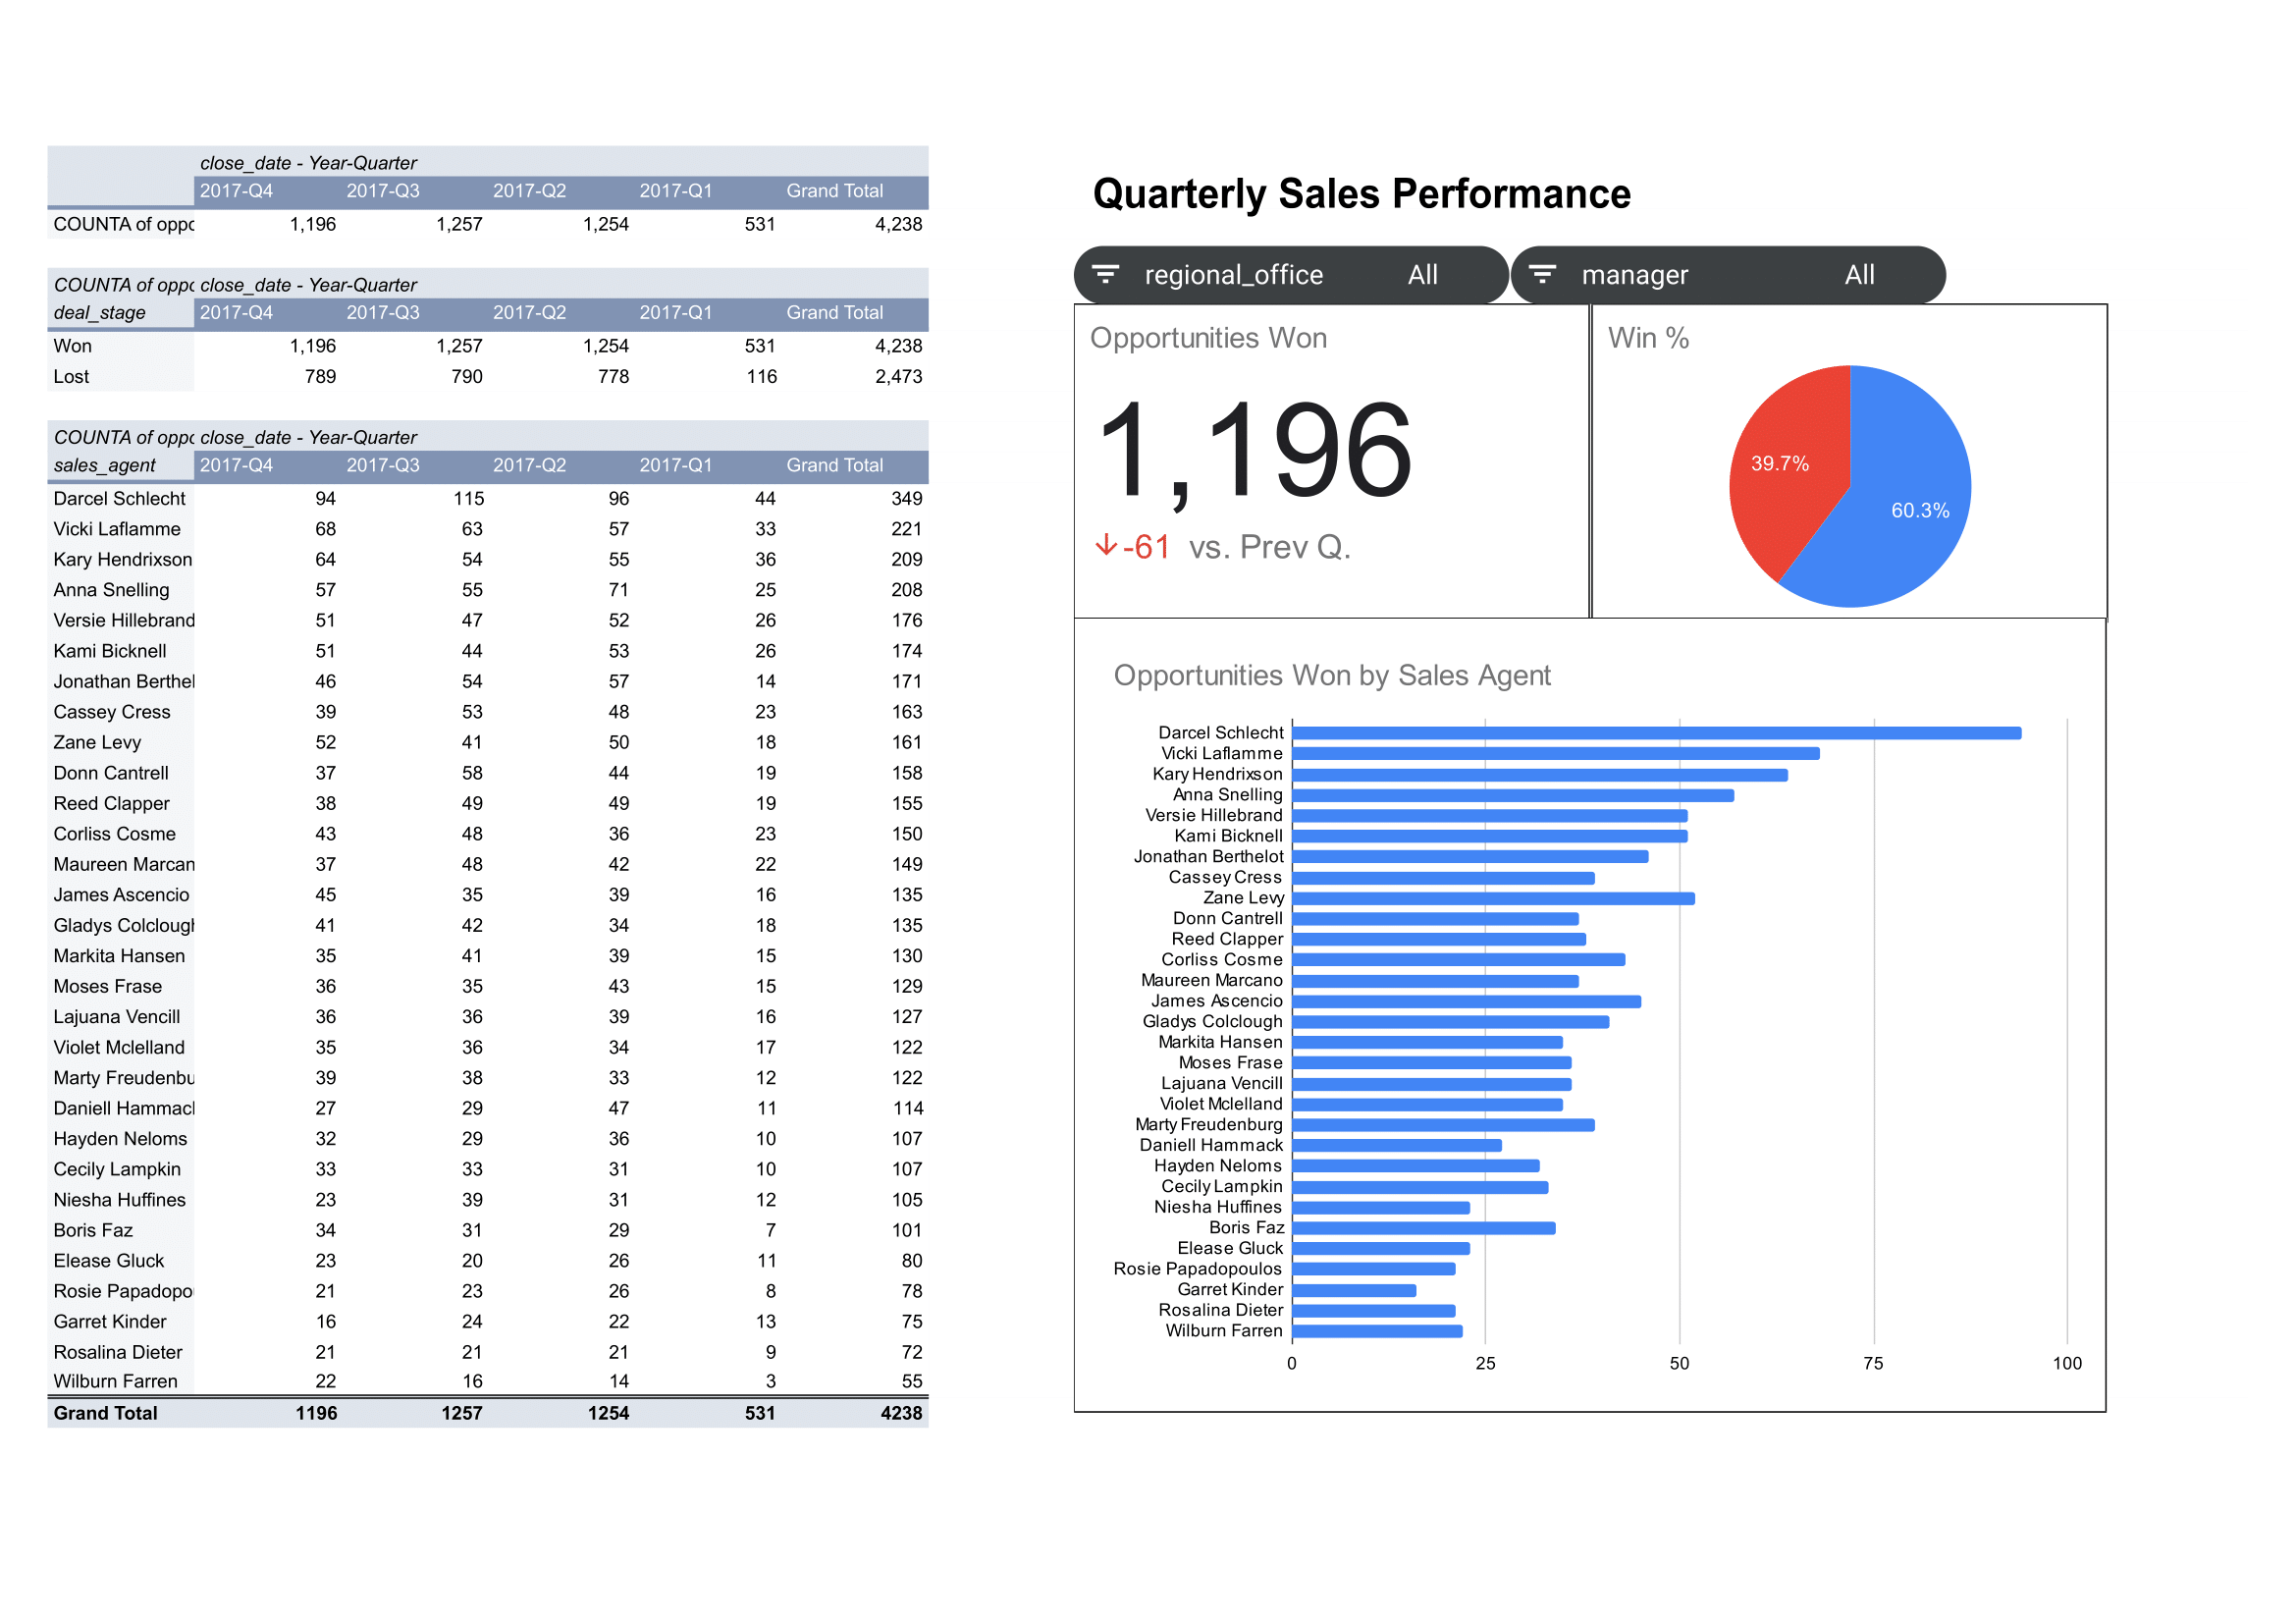 close_date - Year-Quarter
2017-Q4 2017-Q3 2017-Q2 2017-Q1 Grand Total
COUNTA of oppo 1,196 1,257 1,254 531 4,238
COUNTA of oppo close_date - Year-Quarter
deal_stage 2017-Q4 2017-Q3 2017-Q2 2017-Q1 Grand Total
Won 1,196 1,257 1,254 531 4,238
Lost 789 790 778 116 2,473
COUNTA of oppo close_date - Year-Quarter
sales_agent 2017-Q4 2017-Q3 2017-Q2 2017-Q1 Grand Total
Darcel Schlecht 94 115 96 44 349
Vicki Laflamme 68 63 57 33 221
Kary Hendrixson 64 54 55 36 209
Anna Snelling 57 55 71 25 208
Versie Hillebrand 51 47 52 26 176
Kami Bicknell 51 44 53 26 174
Jonathan Berthel 46 54 57 14 171
Cassey Cress 39 53 48 23 163
Zane Levy 52 41 50 18 161
Donn Cantrell 37 58 44 19 158
Reed Clapper 38 49 49 19 155
Corliss Cosme 43 48 36 23 150
Maureen Marcan 37 48 42 22 149
James Ascencio 45 35 39 16 135
Gladys Colclough 41 42 34 18 135
Markita Hansen 35 41 39 15 130
Moses Frase 36 35 43 15 129
Lajuana Vencill 36 36 39 16 127
Violet Mclelland 35 36 34 17 122
Marty Freudenbu 39 38 33 12 122
Daniell Hammack 27 29 47 11 114
Hayden Neloms 32 29 36 10 107
Cecily Lampkin 33 33 31 10 107
Niesha Huffines 23 39 31 12 105
Boris Faz 34 31 29 7 101
Elease Gluck 23 20 26 11 80
Rosie Papadopo 21 23 26 8 78
Garret Kinder 16 24 22 13 75
Rosalina Dieter 21 21 21 9 72
Wilburn Farren 22 16 14 3 55
Grand Total 1196 1257 1254 531 4238
Quarterly Sales Performance
regional_office All manager All
Opportunities Won
1,196
↓-61 vs. Prev Q.
Win %
39.7%
60.3%
Opportunities Won by Sales Agent
Darcel Schlecht
Vicki Laflamme
Kary Hendrixson
Anna Snelling
Versie Hillebrand
Kami Bicknell
Jonathan Berthelot
Cassey Cress
Zane Levy
Donn Cantrell
Reed Clapper
Corliss Cosme
Maureen Marcano
James Ascencio
Gladys Colclough
Markita Hansen
Moses Frase
Lajuana Vencill
Violet Mclelland
Marty Freudenburg
Daniell Hammack
Hayden Neloms
Cecily Lampkin
Niesha Huffines
Boris Faz
Elease Gluck
Rosie Papadopoulos
Garret Kinder
Rosalina Dieter
Wilburn Farren
0 25 50 75 100